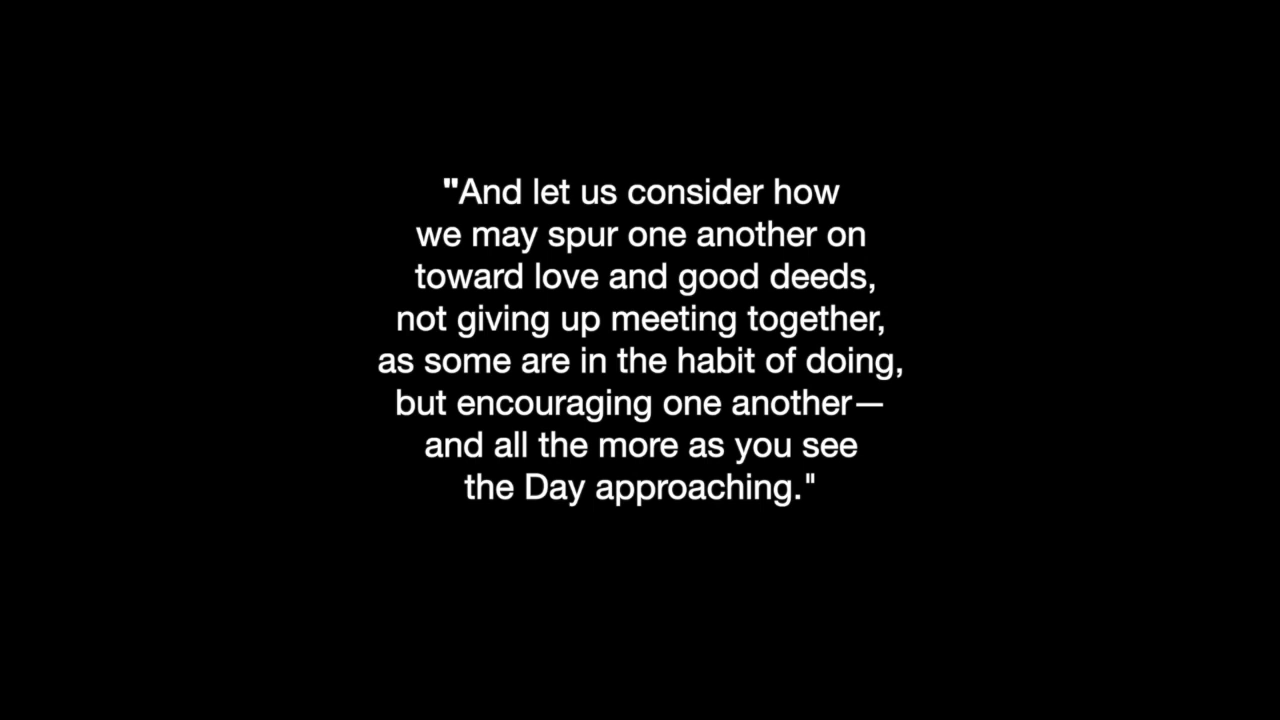 "And let us consider how
we may spur one another on
toward love and good deeds,
not giving up meeting together,
as some are in the habit of doing,
but encouraging one another—
and all the more as you see
the Day approaching."